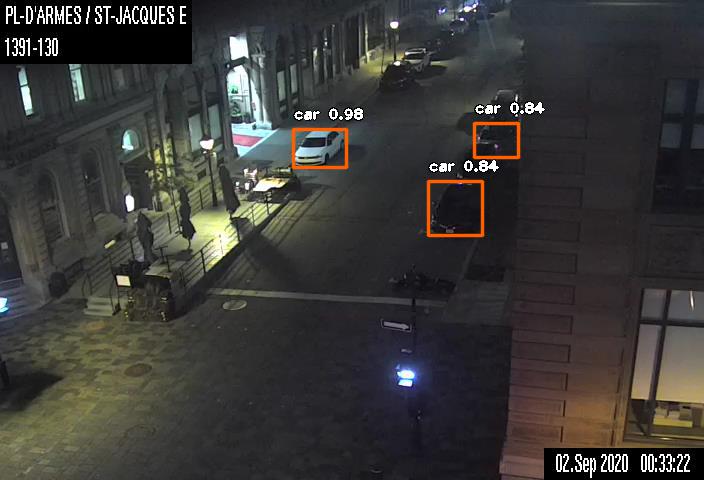 PL-D'ARMES / ST-JACQUES E
1391-130
car 0.98
car 0.84
car 0.84
02.Sep 2020 00:33:22